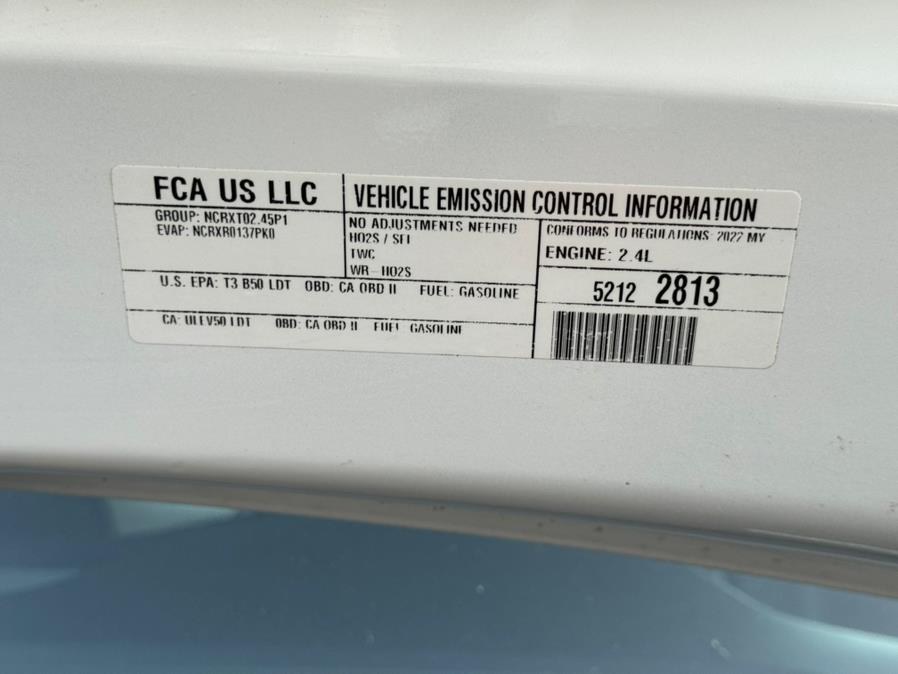 FCA US LLC
VEHICLE EMISSION CONTROL INFORMATION
GROUP: NCRXT02.45P1
EVAP: NCRXR0137PK0
NO ADJUSTMENTS NEEDED
HO2S / SFI
TWC
WR-HO2S
CONFORMS TO REGULATIONS: 2022 MY
ENGINE: 2.4L
U.S. EPA: T3 B50 LDT OBD: CA OBD II FUEL: GASOLINE
5212 2813
CA: ULEV50 LDT OBD: CA OBD II FUEL: GASOLINE